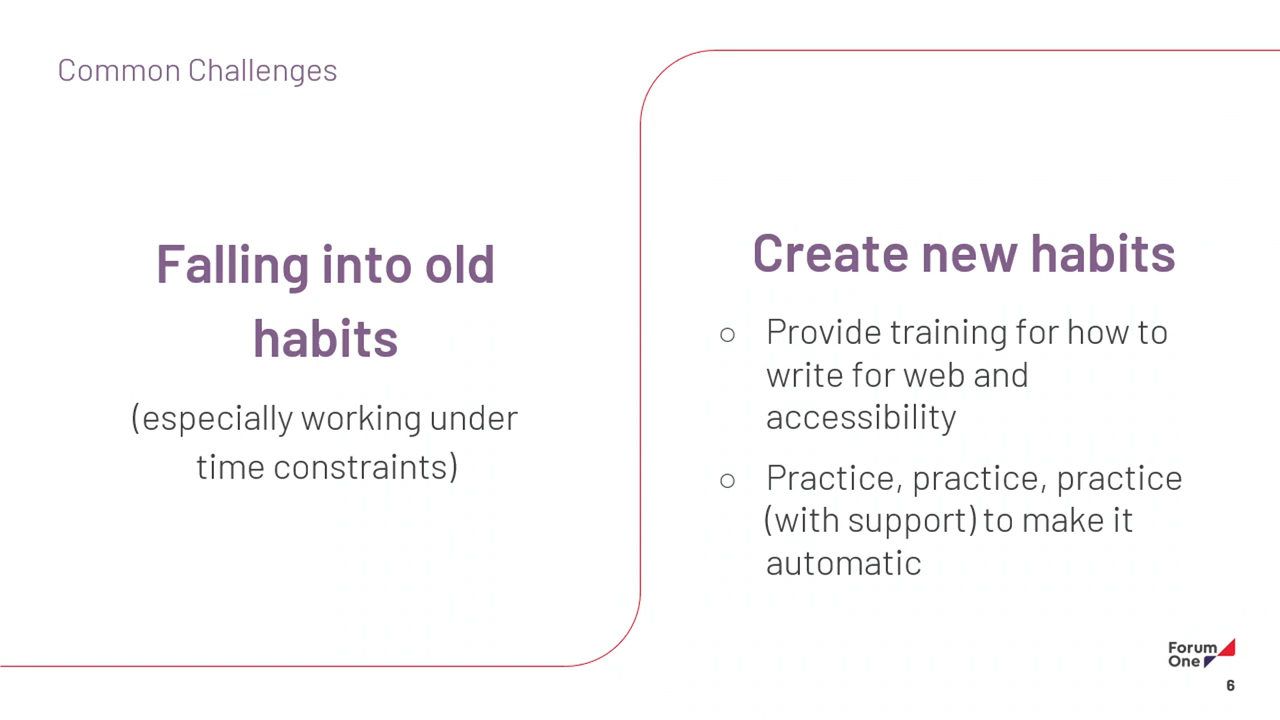 Common Challenges
Falling into old
habits
(especially working under
time constraints)
Create new habits
○ Provide training for how to
write for web and
accessibility
○ Practice, practice, practice
(with support) to make it
automatic
Forum
One
6